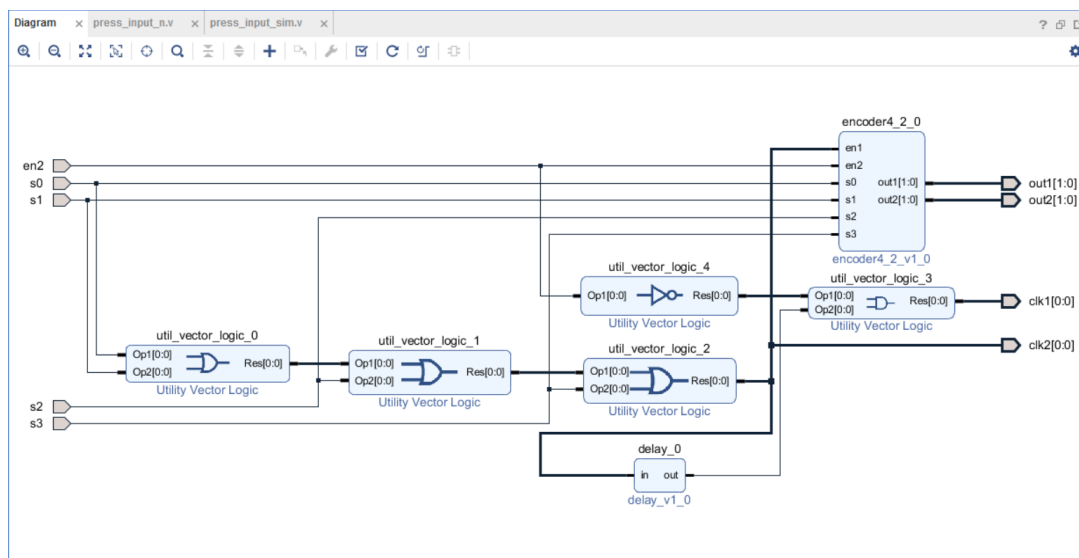 Diagram × press_input_n.v × press_input_sim.v ×
?
encoder4_2_0
en1
en2
s0 out1[1:0]
s1 out2[1:0]
s2
s3
encoder4_2_v1_0
en2
s0
s1
out1[1:0]
out2[1:0]
util_vector_logic_4
Op1[0:0] Res[0:0]
Utility Vector Logic
util_vector_logic_3
Op1[0:0] Res[0:0]
Op2[0:0]
Utility Vector Logic
clk1[0:0]
clk2[0:0]
util_vector_logic_0
Op1[0:0] Res[0:0]
Op2[0:0]
Utility Vector Logic
util_vector_logic_1
Op1[0:0] Res[0:0]
Op2[0:0]
Utility Vector Logic
util_vector_logic_2
Op1[0:0] Res[0:0]
Op2[0:0]
Utility Vector Logic
s2
s3
delay_0
in out
delay_v1_0